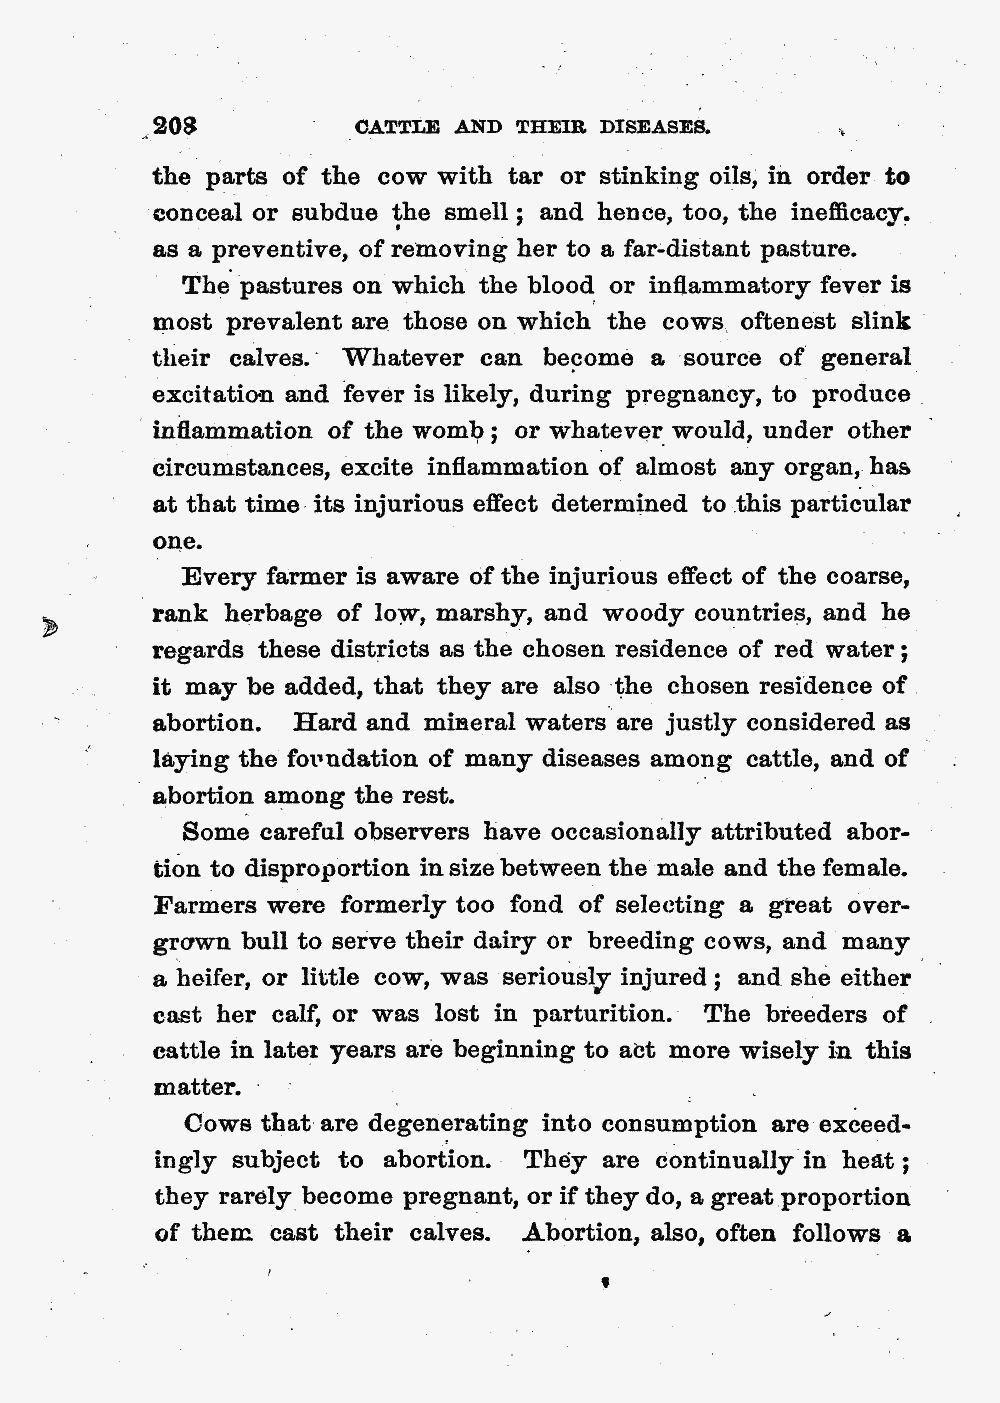 208 CATTLE AND THEIR DISEASES.
the parts of the cow with tar or stinking oils, in order to
conceal or subdue the smell; and hence, too, the inefficacy.
as a preventive, of removing her to a far-distant pasture.
The pastures on which the blood or inflammatory fever is
most prevalent are those on which the cows oftenest slink
their calves. Whatever can become a source of general
excitation and fever is likely, during pregnancy, to produce
inflammation of the womb; or whatever would, under other
circumstances, excite inflammation of almost any organ, has
at that time its injurious effect determined to this particular
one.
Every farmer is aware of the injurious effect of the coarse,
rank herbage of low, marshy, and woody countries, and he
regards these districts as the chosen residence of red water;
it may be added, that they are also the chosen residence of
abortion. Hard and mineral waters are justly considered as
laying the foundation of many diseases among cattle, and of
abortion among the rest.
Some careful observers have occasionally attributed abor-
tion to disproportion in size between the male and the female.
Farmers were formerly too fond of selecting a great over-
grown bull to serve their dairy or breeding cows, and many
a heifer, or little cow, was seriously injured; and she either
cast her calf, or was lost in parturition. The breeders of
cattle in later years are beginning to act more wisely in this
matter.
Cows that are degenerating into consumption are exceed-
ingly subject to abortion. They are continually in heat;
they rarely become pregnant, or if they do, a great proportion
of them cast their calves. Abortion, also, often follows a